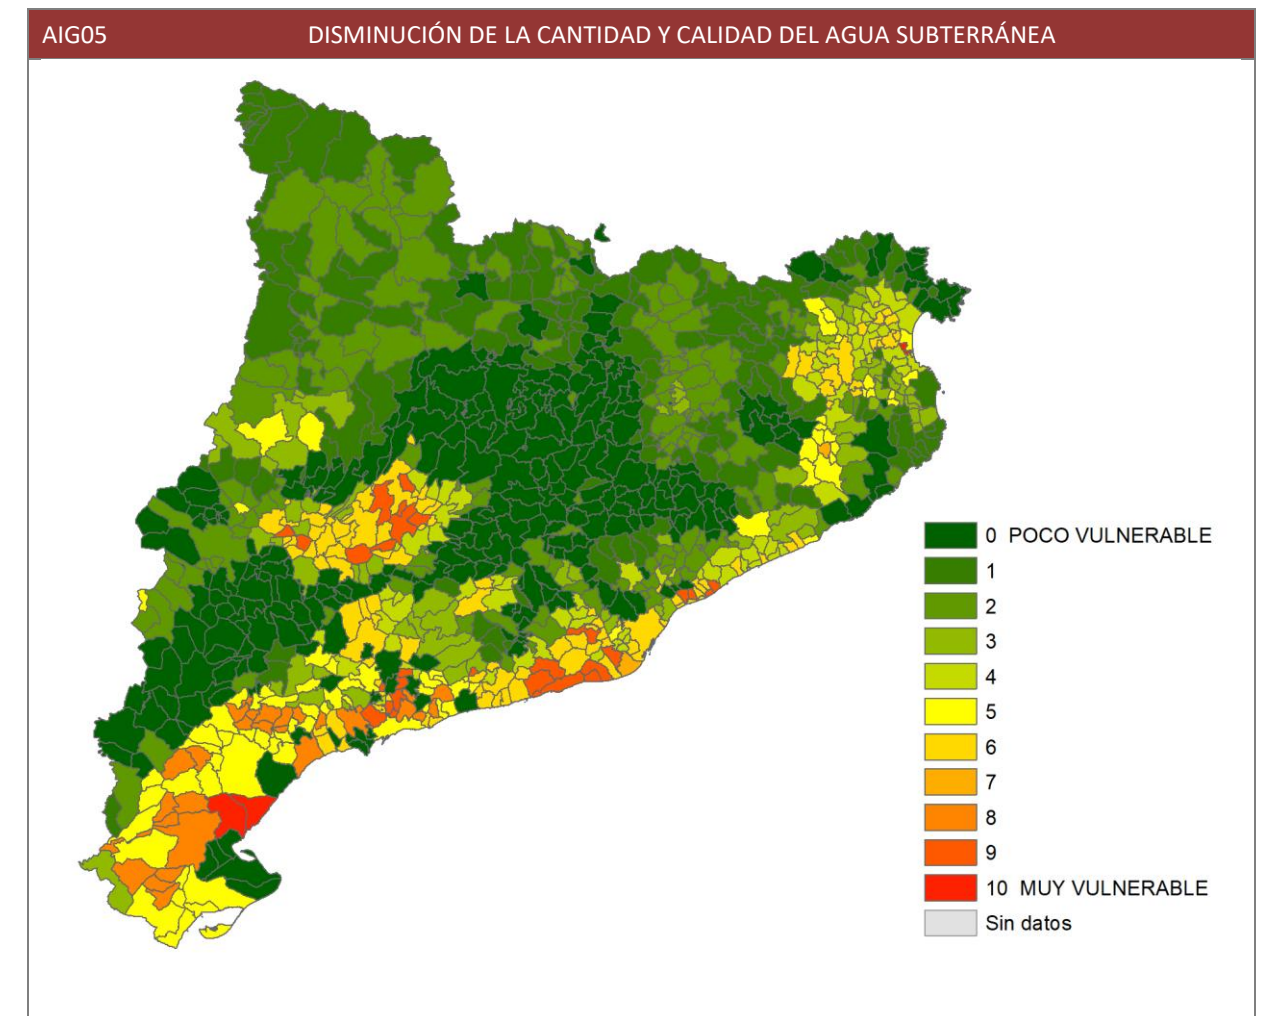 AIG05 DISMINUCIÓN DE LA CANTIDAD Y CALIDAD DEL AGUA SUBTERRÁNEA
0 POCO VULNERABLE
1
2
3
4
5
6
7
8
9
10 MUY VULNERABLE
Sin datos